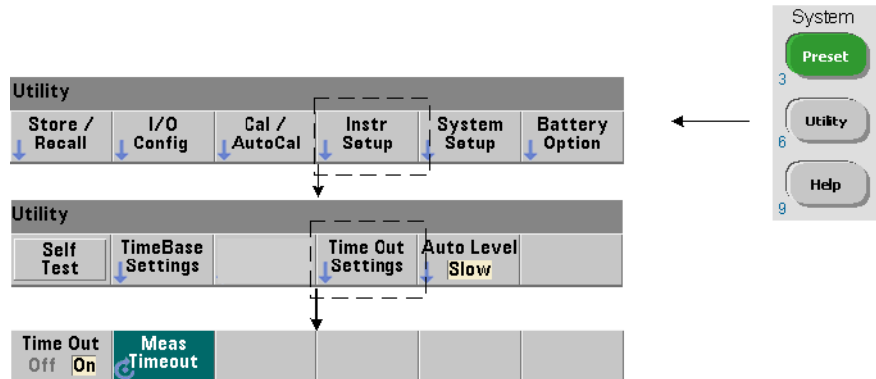 System
Preset
3
Utility
6
Help
9
Utility
Store / Recall
I/O Config
Cal / AutoCal
Instr Setup
System Setup
Battery Option
Utility
Self Test
TimeBase Settings
Time Out Settings
Auto Level Slow
Time Out Off On
Meas Timeout